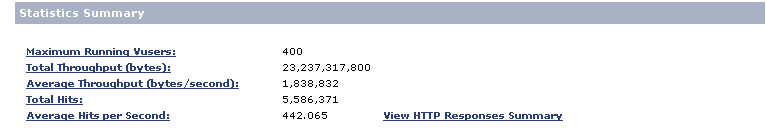 Statistics Summary
Maximum Running Vusers: 400
Total Throughput (bytes): 23,237,317,800
Average Throughput (bytes/second): 1,838,832
Total Hits: 5,586,371
Average Hits per Second: 442.065 View HTTP Responses Summary